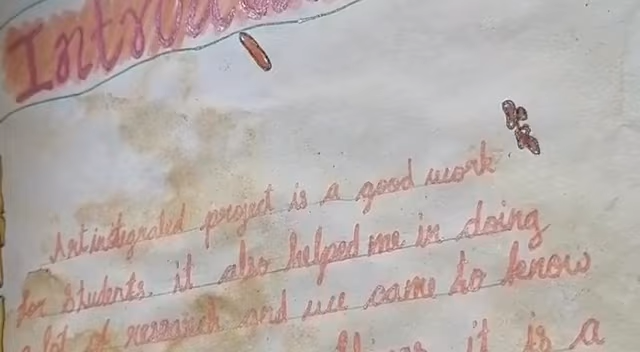 Introduction
Art integrated project is a good work
for students. it also helped me in doing
a lot of research and we came to know
it is a